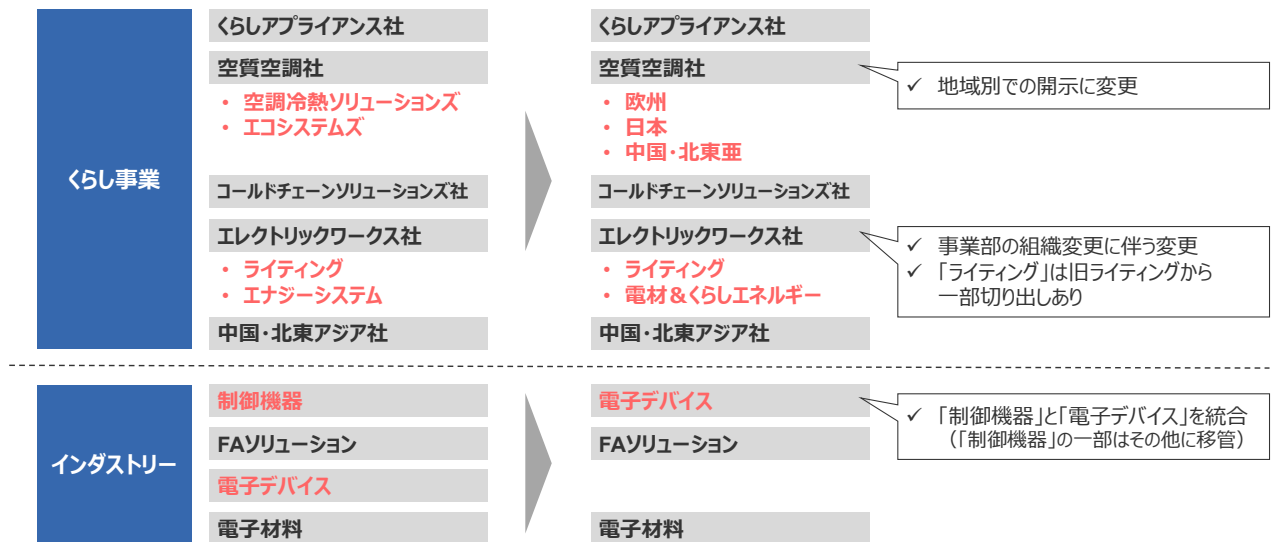 くらし事業
くらしアプライアンス社
空質空調社
• 空調冷熱ソリューションズ
• エコシステムズ
コールドチェーンソリューションズ社
エレクトリックワークス社
• ライティング
• エナジーシステム
中国・北東アジア社
くらしアプライアンス社
空質空調社
• 欧州
• 日本
• 中国・北東亜
コールドチェーンソリューションズ社
エレクトリックワークス社
• ライティング
• 電材&くらしエネルギー
中国・北東アジア社
✓ 地域別での開示に変更
✓ 事業部の組織変更に伴う変更
✓ 「ライティング」は旧ライティングから
一部切り出しあり
インダストリー
制御機器
FAソリューション
電子デバイス
電子材料
電子デバイス
FAソリューション
電子材料
✓ 「制御機器」と「電子デバイス」を統合
(「制御機器」の一部はその他に移管)